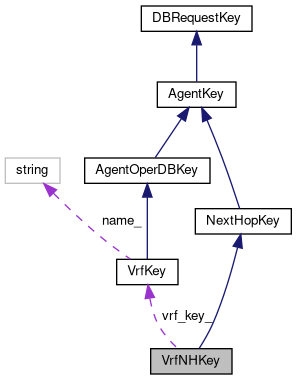 DBRequestKey
AgentKey
string
AgentOperDBKey
NextHopKey
name_
VrfKey
vrf_key_
VrfNHKey